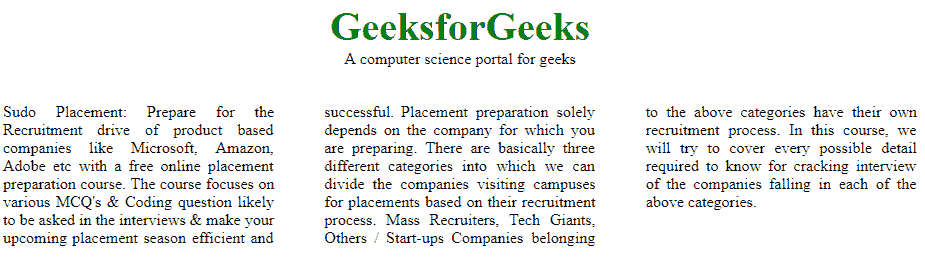 GeeksforGeeks
A computer science portal for geeks
Sudo Placement: Prepare for the
Recruitment drive of product based
companies like Microsoft, Amazon,
Adobe etc with a free online placement
preparation course. The course focuses on
various MCQ's & Coding question likely
to be asked in the interviews & make your
upcoming placement season efficient and
successful. Placement preparation solely
depends on the company for which you
are preparing. There are basically three
different categories into which we can
divide the companies visiting campuses
for placements based on their recruitment
process. Mass Recruiters, Tech Giants,
Others / Start-ups Companies belonging
to the above categories have their own
recruitment process. In this course, we
will try to cover every possible detail
required to know for cracking interview
of the companies falling in each of the
above categories.